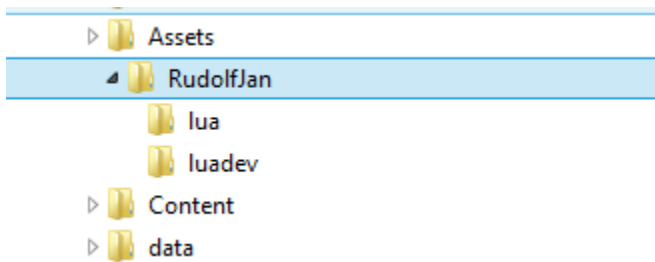 Assets
RudolfJan
lua
luadev
Content
data